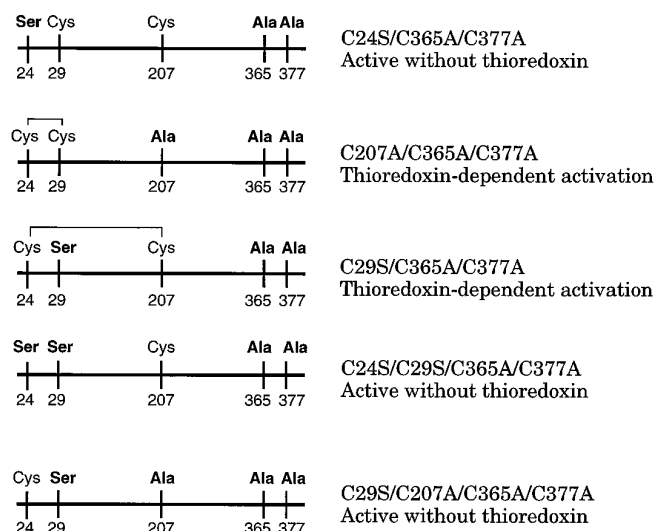 Ser Cys Cys Ala Ala
24 29 207 365 377
C24S/C365A/C377A
Active without thioredoxin
Cys Cys Ala Ala Ala
24 29 207 365 377
C207A/C365A/C377A
Thioredoxin-dependent activation
Cys Ser Cys Ala Ala
24 29 207 365 377
C29S/C365A/C377A
Thioredoxin-dependent activation
Ser Ser Cys Ala Ala
24 29 207 365 377
C24S/C29S/C365A/C377A
Active without thioredoxin
Cys Ser Ala Ala Ala
24 29 207 365 377
C29S/C207A/C365A/C377A
Active without thioredoxin